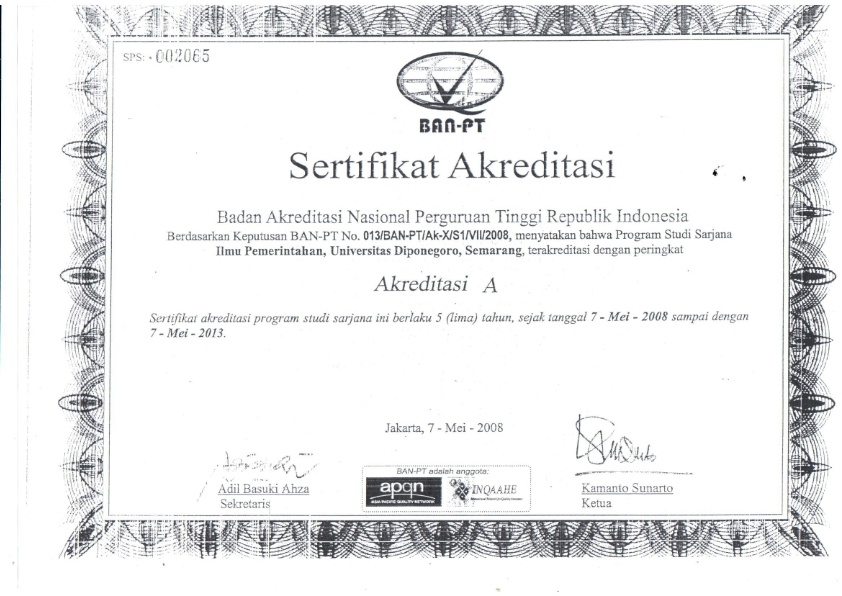 SPS: - 002065
BAN-PT
Sertifikat Akreditasi
Badan Akreditasi Nasional Perguruan Tinggi Republik Indonesia
Berdasarkan Keputusan BAN-PT No. 013/BAN-PT/Ak-X/S1/VII/2008, menyatakan bahwa Program Studi Sarjana
Ilmu Pemerintahan, Universitas Diponegoro, Semarang, terakreditasi dengan peringkat
Akreditasi A
Sertifikat akreditasi program studi sarjana ini berlaku 5 (lima) tahun, sejak tanggal 7 - Mei - 2008 sampai dengan
7 - Mei - 2013.
Jakarta, 7 - Mei - 2008
Adil Basuki Ahza
Sekretaris
BAN-PT adalah anggota:
apqn
ASIA-PACIFIC QUALITY NETWORK
INQAAHE
Kamanto Sunarto
Ketua